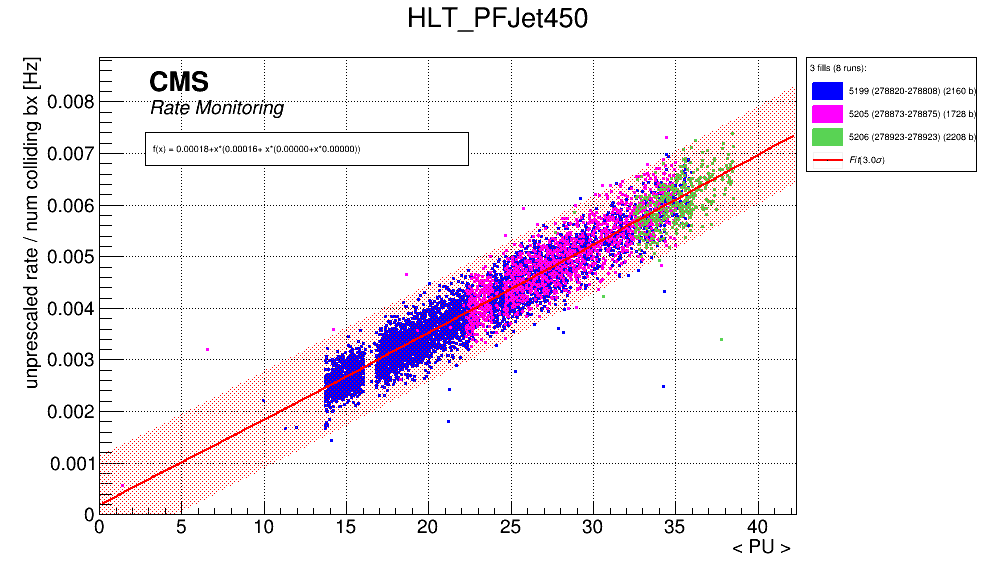 HLT_PFJet450
unprescaled rate / num colliding bx [Hz]
CMS
Rate Monitoring
f(x) = 0.00018+x*(0.00016+ x*(0.00000+x*0.00000))
0.008
0.007
0.006
0.005
0.004
0.003
0.002
0.001
0
0 5 10 15 20 25 30 35 40
< PU >
3 fills (8 runs):
5199 (278820-278808) (2160 b)
5205 (278873-278875) (1728 b)
5206 (278923-278923) (2208 b)
Fit(3.0σ)